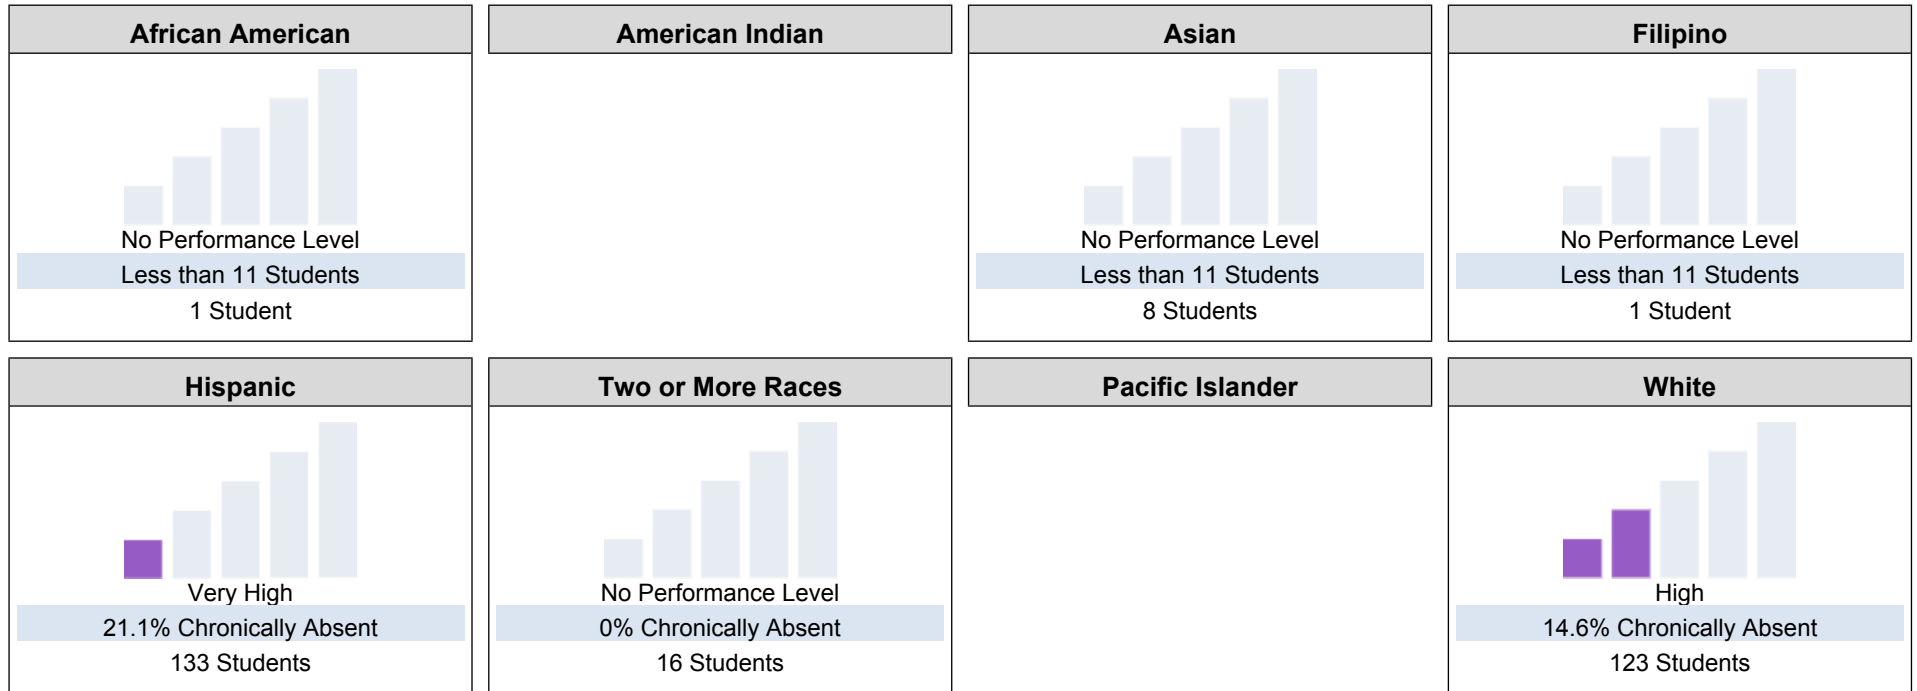 African American
No Performance Level
Less than 11 Students
1 Student
American Indian
Asian
No Performance Level
Less than 11 Students
8 Students
Filipino
No Performance Level
Less than 11 Students
1 Student
Hispanic
Very High
21.1% Chronically Absent
133 Students
Two or More Races
No Performance Level
0% Chronically Absent
16 Students
Pacific Islander
White
High
14.6% Chronically Absent
123 Students